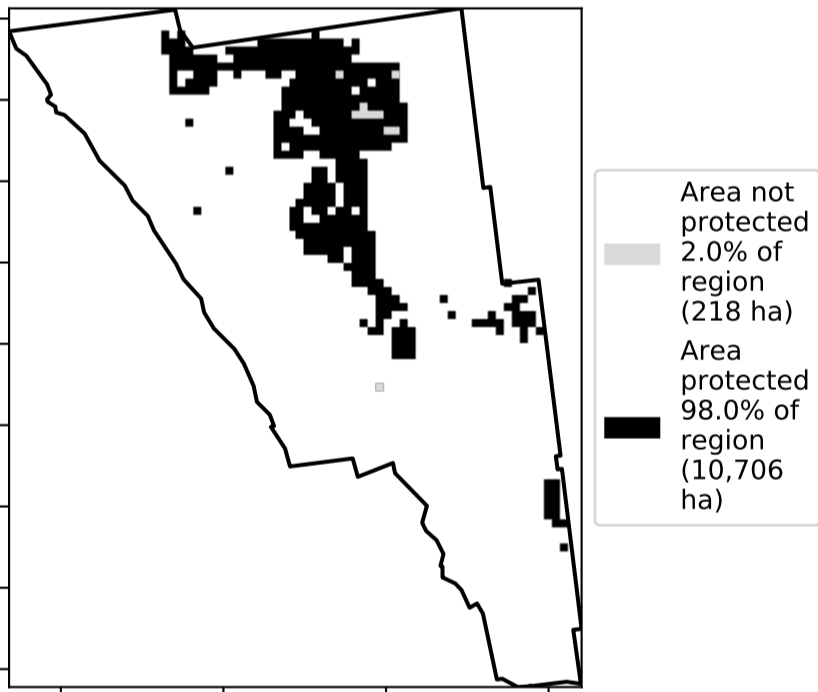 Area not
protected
2.0% of
region
(218 ha)
Area
protected
98.0% of
region
(10,706
ha)